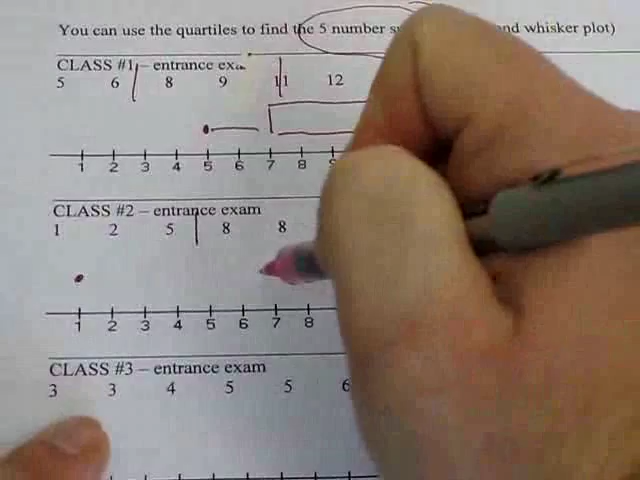 You can use the quartiles to find the 5 number and whisker plot)
CLASS #1 – entrance
5 6 8 9 11 12
1 2 3 4 5 6 7 8
CLASS #2 – entrance exam
1 2 5 8 8
1 2 3 4 5 6 7 8
CLASS #3 – entrance exam
3 3 4 5 5 6